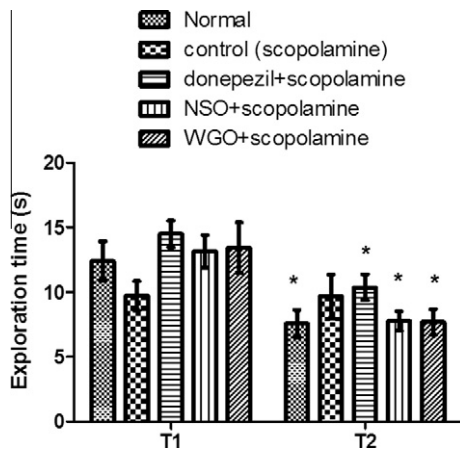 Normal
control (scopolamine)
donepezil+scopolamine
NSO+scopolamine
WGO+scopolamine
Exploration time (s)
20
15
10
5
0
* * * *
T1 T2